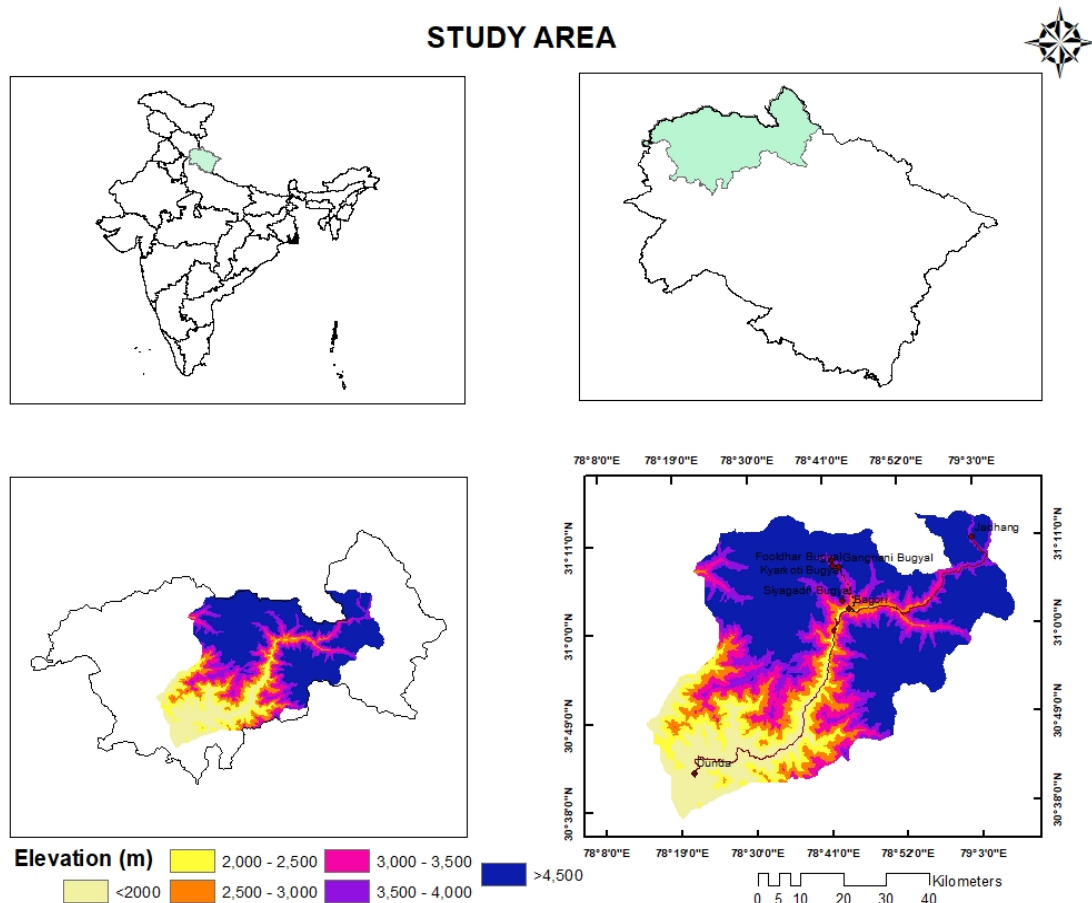 STUDY AREA
78°8'0"E 78°19'0"E 78°30'0"E 78°41'0"E 78°52'0"E 79°3'0"E
Jadhang
31°11'0"N 31°11'0"N
Fooldhar Bugyal Gangnani Bugyal
Kyarkoti Bugyal
Siyagadh Bugyal Bagori
31°0'0"N 31°0'0"N
30°49'0"N 30°49'0"N
Dunda
30°38'0"N 30°38'0"N
78°8'0"E 78°19'0"E 78°30'0"E 78°41'0"E 78°52'0"E 79°3'0"E
Elevation (m)
<2000
2,000 - 2,500
2,500 - 3,000
3,000 - 3,500
3,500 - 4,000
>4,500
Kilometers
0 5 10 20 30 40